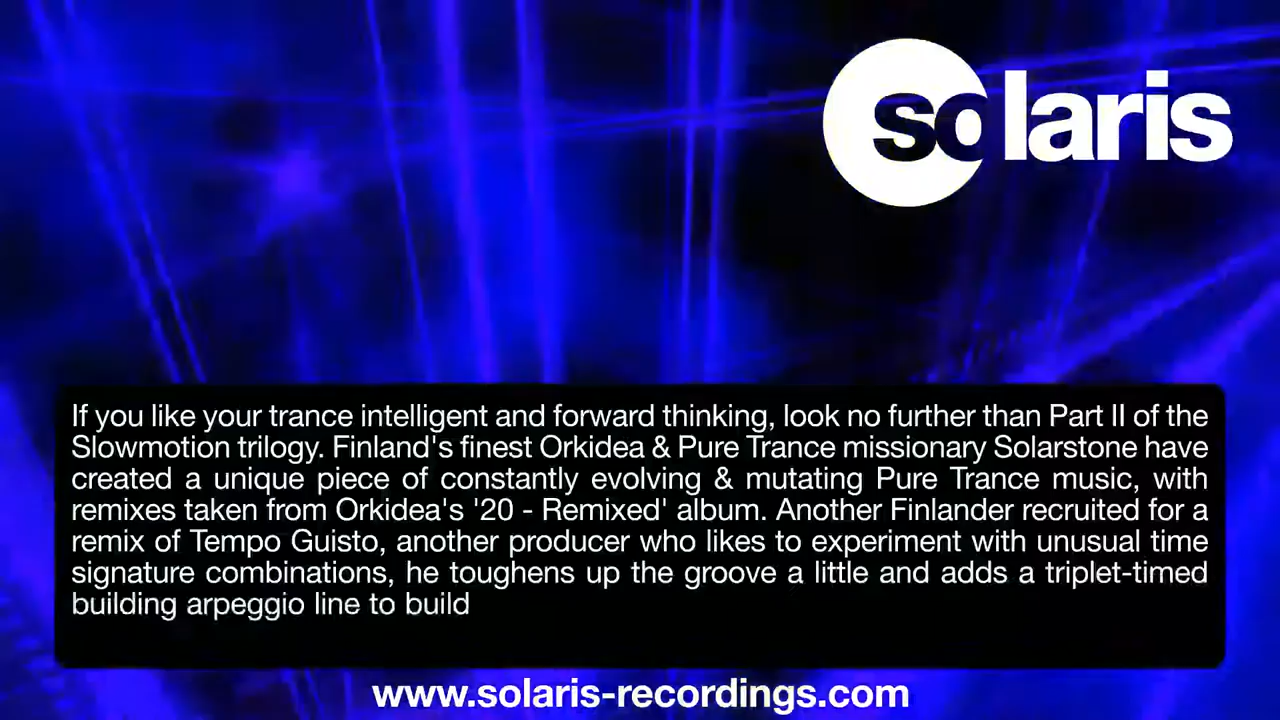 solaris
If you like your trance intelligent and forward thinking, look no further than Part II of the
Slowmotion trilogy. Finland's finest Orkidea & Pure Trance missionary Solarstone have
created a unique piece of constantly evolving & mutating Pure Trance music, with
remixes taken from Orkidea's '20 - Remixed' album. Another Finlander recruited for a
remix of Tempo Guisto, another producer who likes to experiment with unusual time
signature combinations, he toughens up the groove a little and adds a triplet-timed
building arpeggio line to build
www.solaris-recordings.com